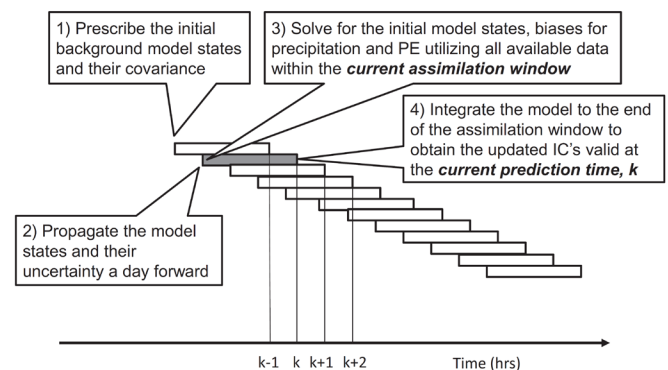 1) Prescribe the initial
background model states
and their covariance
3) Solve for the initial model states, biases for
precipitation and PE utilizing all available data
within the current assimilation window
4) Integrate the model to the end
of the assimilation window to
obtain the updated IC’s valid at
the current prediction time, k
2) Propagate the model
states and their
uncertainty a day forward
k-1 k k+1 k+2 Time (hrs)